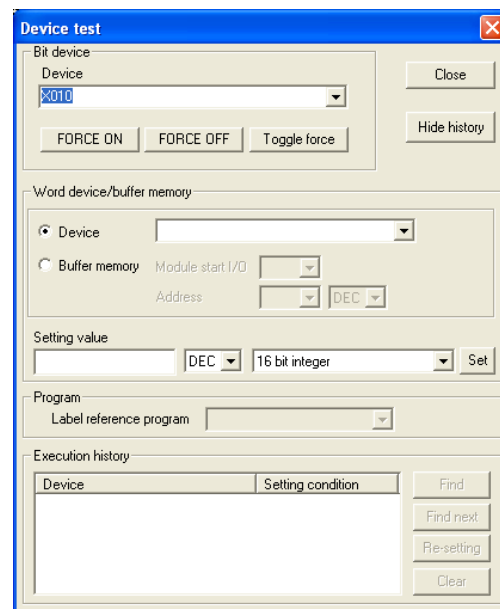 Device test
Bit device
Device
X010
Close
FORCE ON FORCE OFF Toggle force
Hide history
Word device/buffer memory
Device
Buffer memory Module start I/O
Address DEC
Setting value
DEC 16 bit integer Set
Program
Label reference program
Execution history
Device Setting condition
Find
Find next
Re-setting
Clear